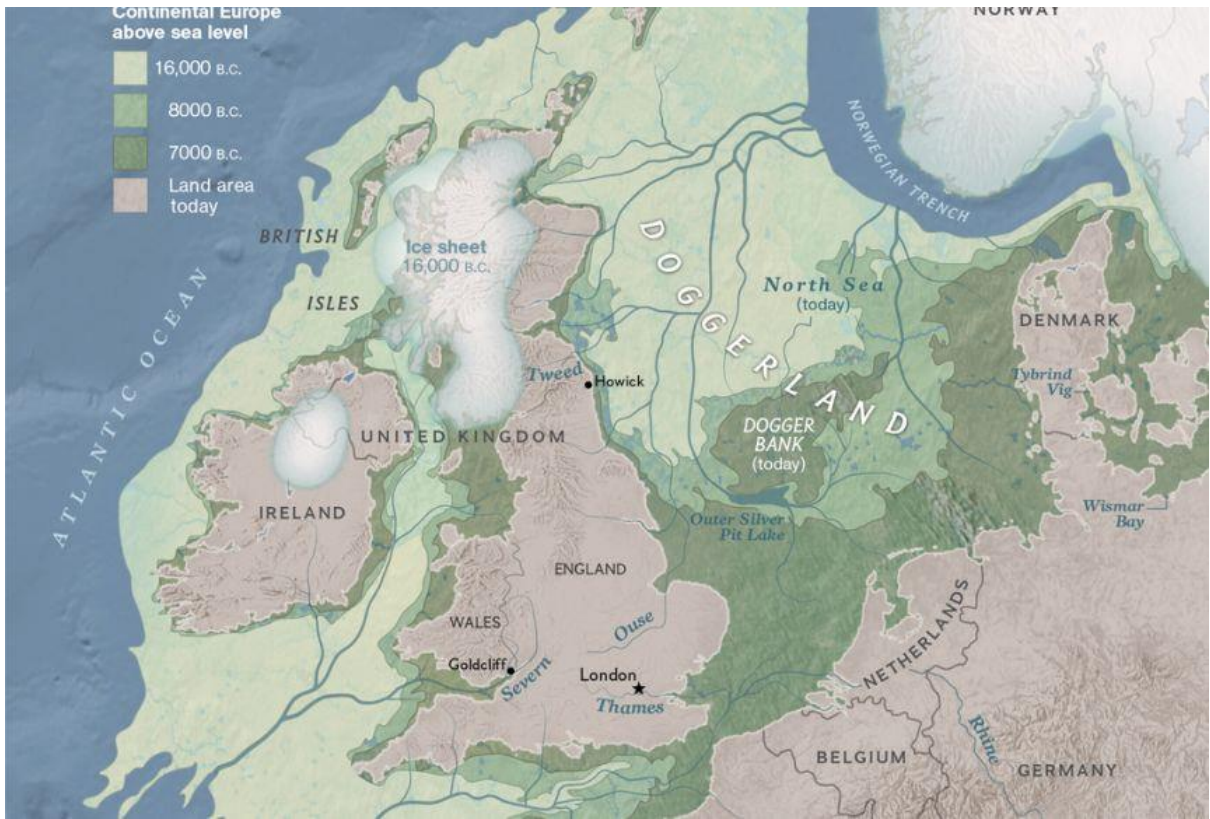 Continental Europe
above sea level
16,000 B.C.
8000 B.C.
7000 B.C.
Land area
today
NORWAY
NORWEGIAN TRENCH
BRITISH
ISLES
Ice sheet
16,000 B.C.
ATLANTIC OCEAN
DOGGERLAND
North Sea
(today)
DENMARK
Tybrind
Vig
Tweed
Howick
DOGGER
BANK
(today)
UNITED KINGDOM
IRELAND
Outer Silver
Pit Lake
Wismar
Bay
ENGLAND
WALES
Ouse
Goldcliff
Severn
London
Thames
NETHERLANDS
Rhine
BELGIUM
GERMANY